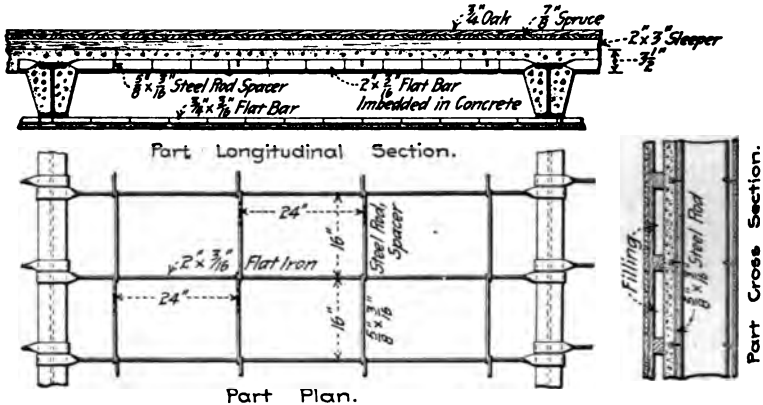 3/4" Oak
7/8" Spruce
2" x 3" Sleeper
3 1/2"
5/8" x 3/16" Steel Rod Spacer
2" x 3/16" Flat Bar
Imbedded in Concrete
3/4" x 3/16" Flat Bar
Part Longitudinal Section.
24"
16"
Steel Rod,
Spacer
2" x 3/16" Flat Iron
24"
16"
5/8" x 3/16"
Part Plan.
Filling
5/8" x 3/16" Steel Rod
Part Cross Section.